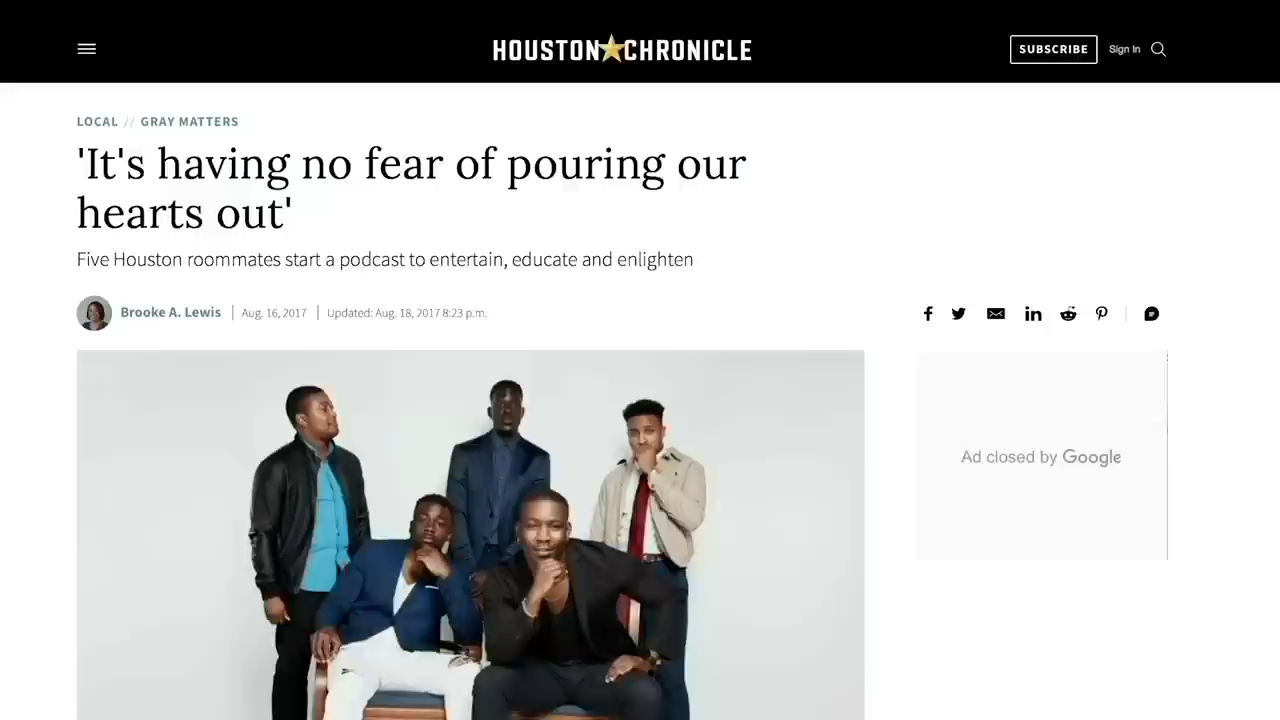 HOUSTON CHRONICLE
SUBSCRIBE
Sign In
LOCAL // GRAY MATTERS
'It's having no fear of pouring our
hearts out'
Five Houston roommates start a podcast to entertain, educate and enlighten
Brooke A. Lewis | Aug. 16, 2017 | Updated: Aug. 18, 2017 8:23 p.m.
Ad closed by Google